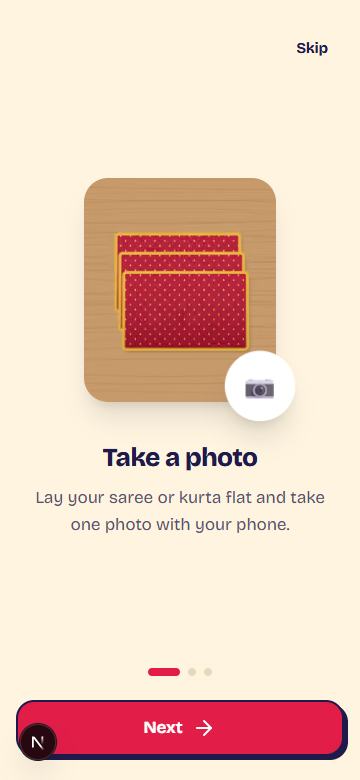 Skip
Take a photo
Lay your saree or kurta flat and take
one photo with your phone.
Next
N